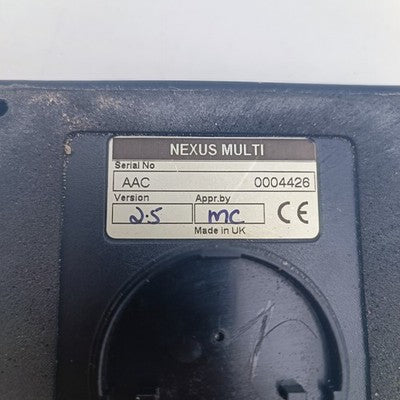 NEXUS MULTI
Serial No
AAC 0004426
Version Appr.by
2.5 MC CE
Made in UK